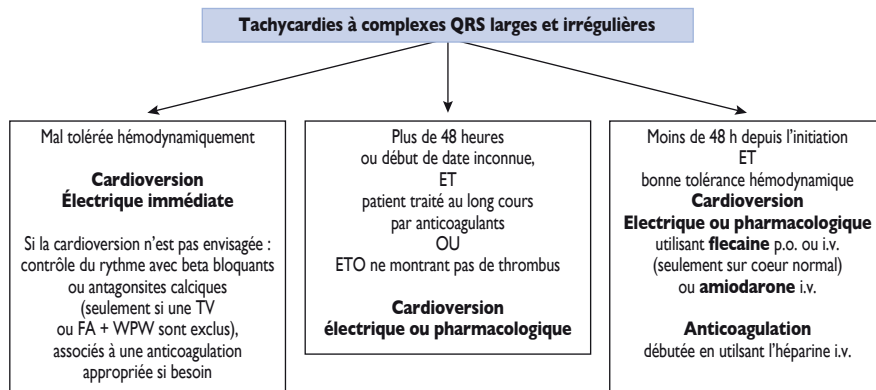 Tachycardies à complexes QRS larges et irrégulières
Mal tolérée hémodynamiquement
Cardioversion
Électrique immédiate
Si la cardioversion n'est pas envisagée :
contrôle du rythme avec beta bloquants
ou antagosnites calciques
(seulement si une TV
ou FA + WPW sont exclus),
associés à une anticoagulation
appropriée si besoin
Plus de 48 heures
ou début de date inconnue,
ET
patient traité au long cours
par anticoagulants
OU
ETO ne montrant pas de thrombus
Cardioversion
électrique ou pharmacologique
Moins de 48 h depuis l'initiation
ET
bonne tolérance hémodynamique
Cardioversion
Electrique ou pharmacologique
utilisant flecaine p.o. ou i.v.
(seulement sur coeur normal)
ou amiodarone i.v.
Anticoagulation
débutée en utilsant l'héparine i.v.